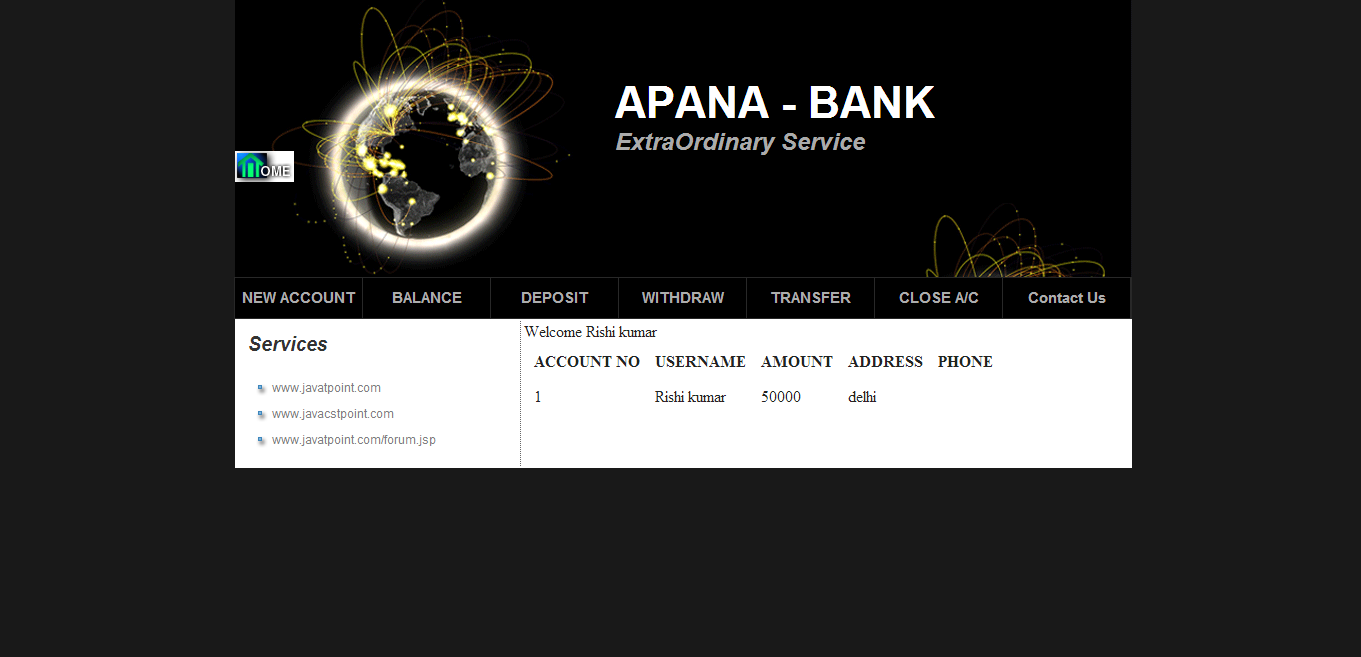 APANA - BANK
ExtraOrdinary Service
OME
NEW ACCOUNT BALANCE DEPOSIT WITHDRAW TRANSFER CLOSE A/C Contact Us
Services
www.javatpoint.com
www.javacstpoint.com
www.javatpoint.com/forum.jsp
Welcome Rishi kumar
ACCOUNT NO USERNAME AMOUNT ADDRESS PHONE
1 Rishi kumar 50000 delhi